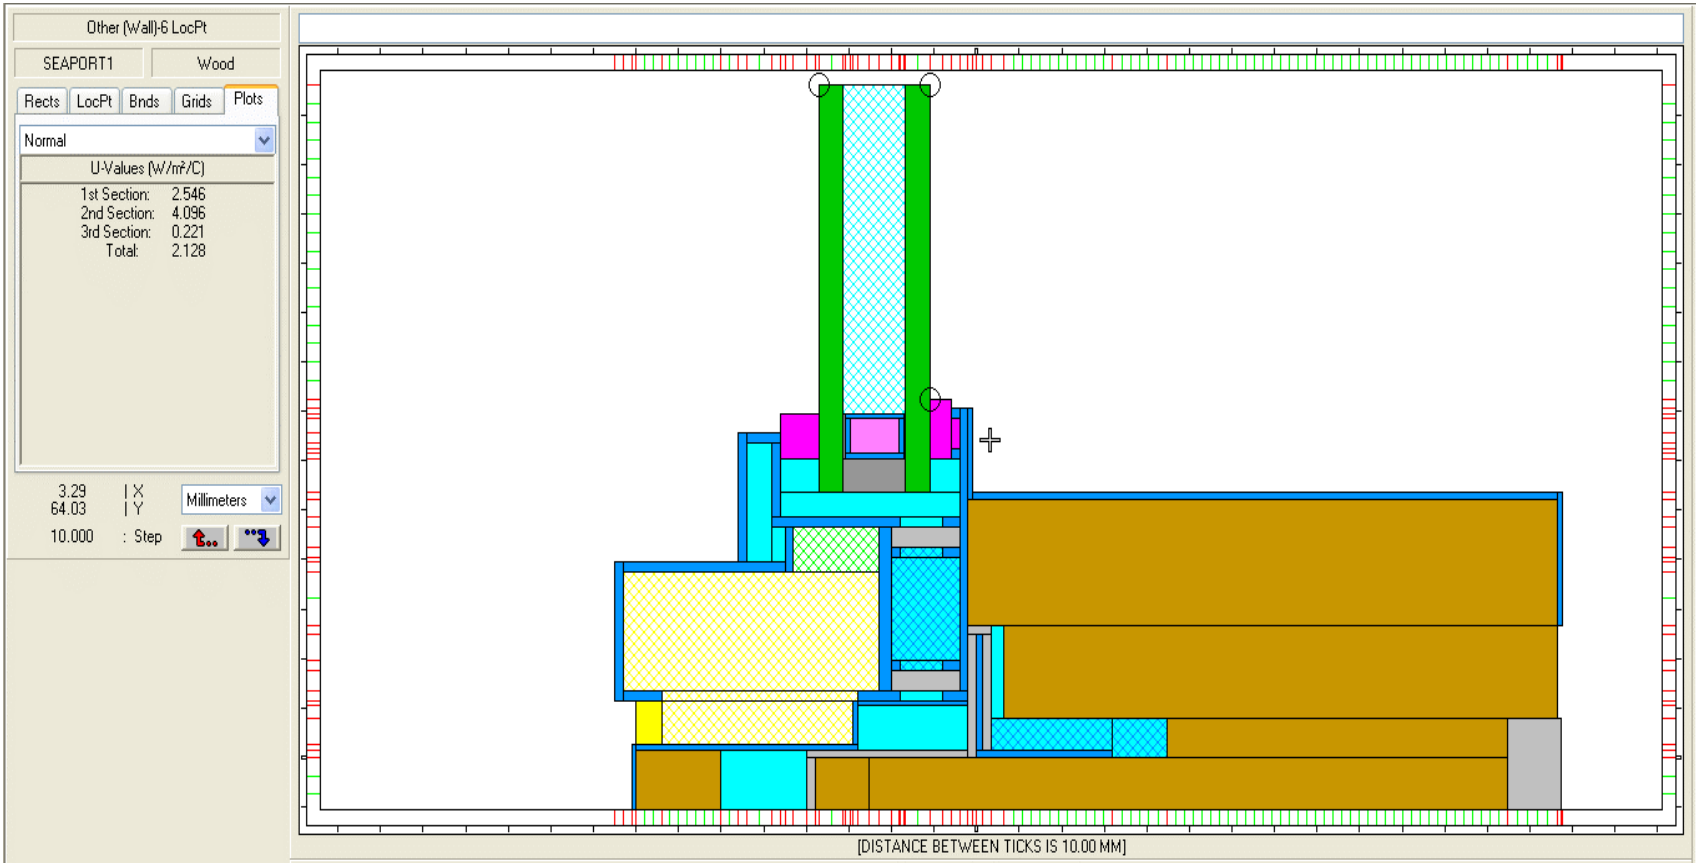 Other (Wall)-6 LocPt
SEAPORT1 Wood
Rects LocPt Bnds Grids Plots
Normal
U-Values (W/m²/C)
1st Section: 2.546
2nd Section: 4.096
3rd Section: 0.221
Total: 2.128
3.29 | X
64.03 | Y
Millimeters
10.000 : Step
[DISTANCE BETWEEN TICKS IS 10.00 MM]